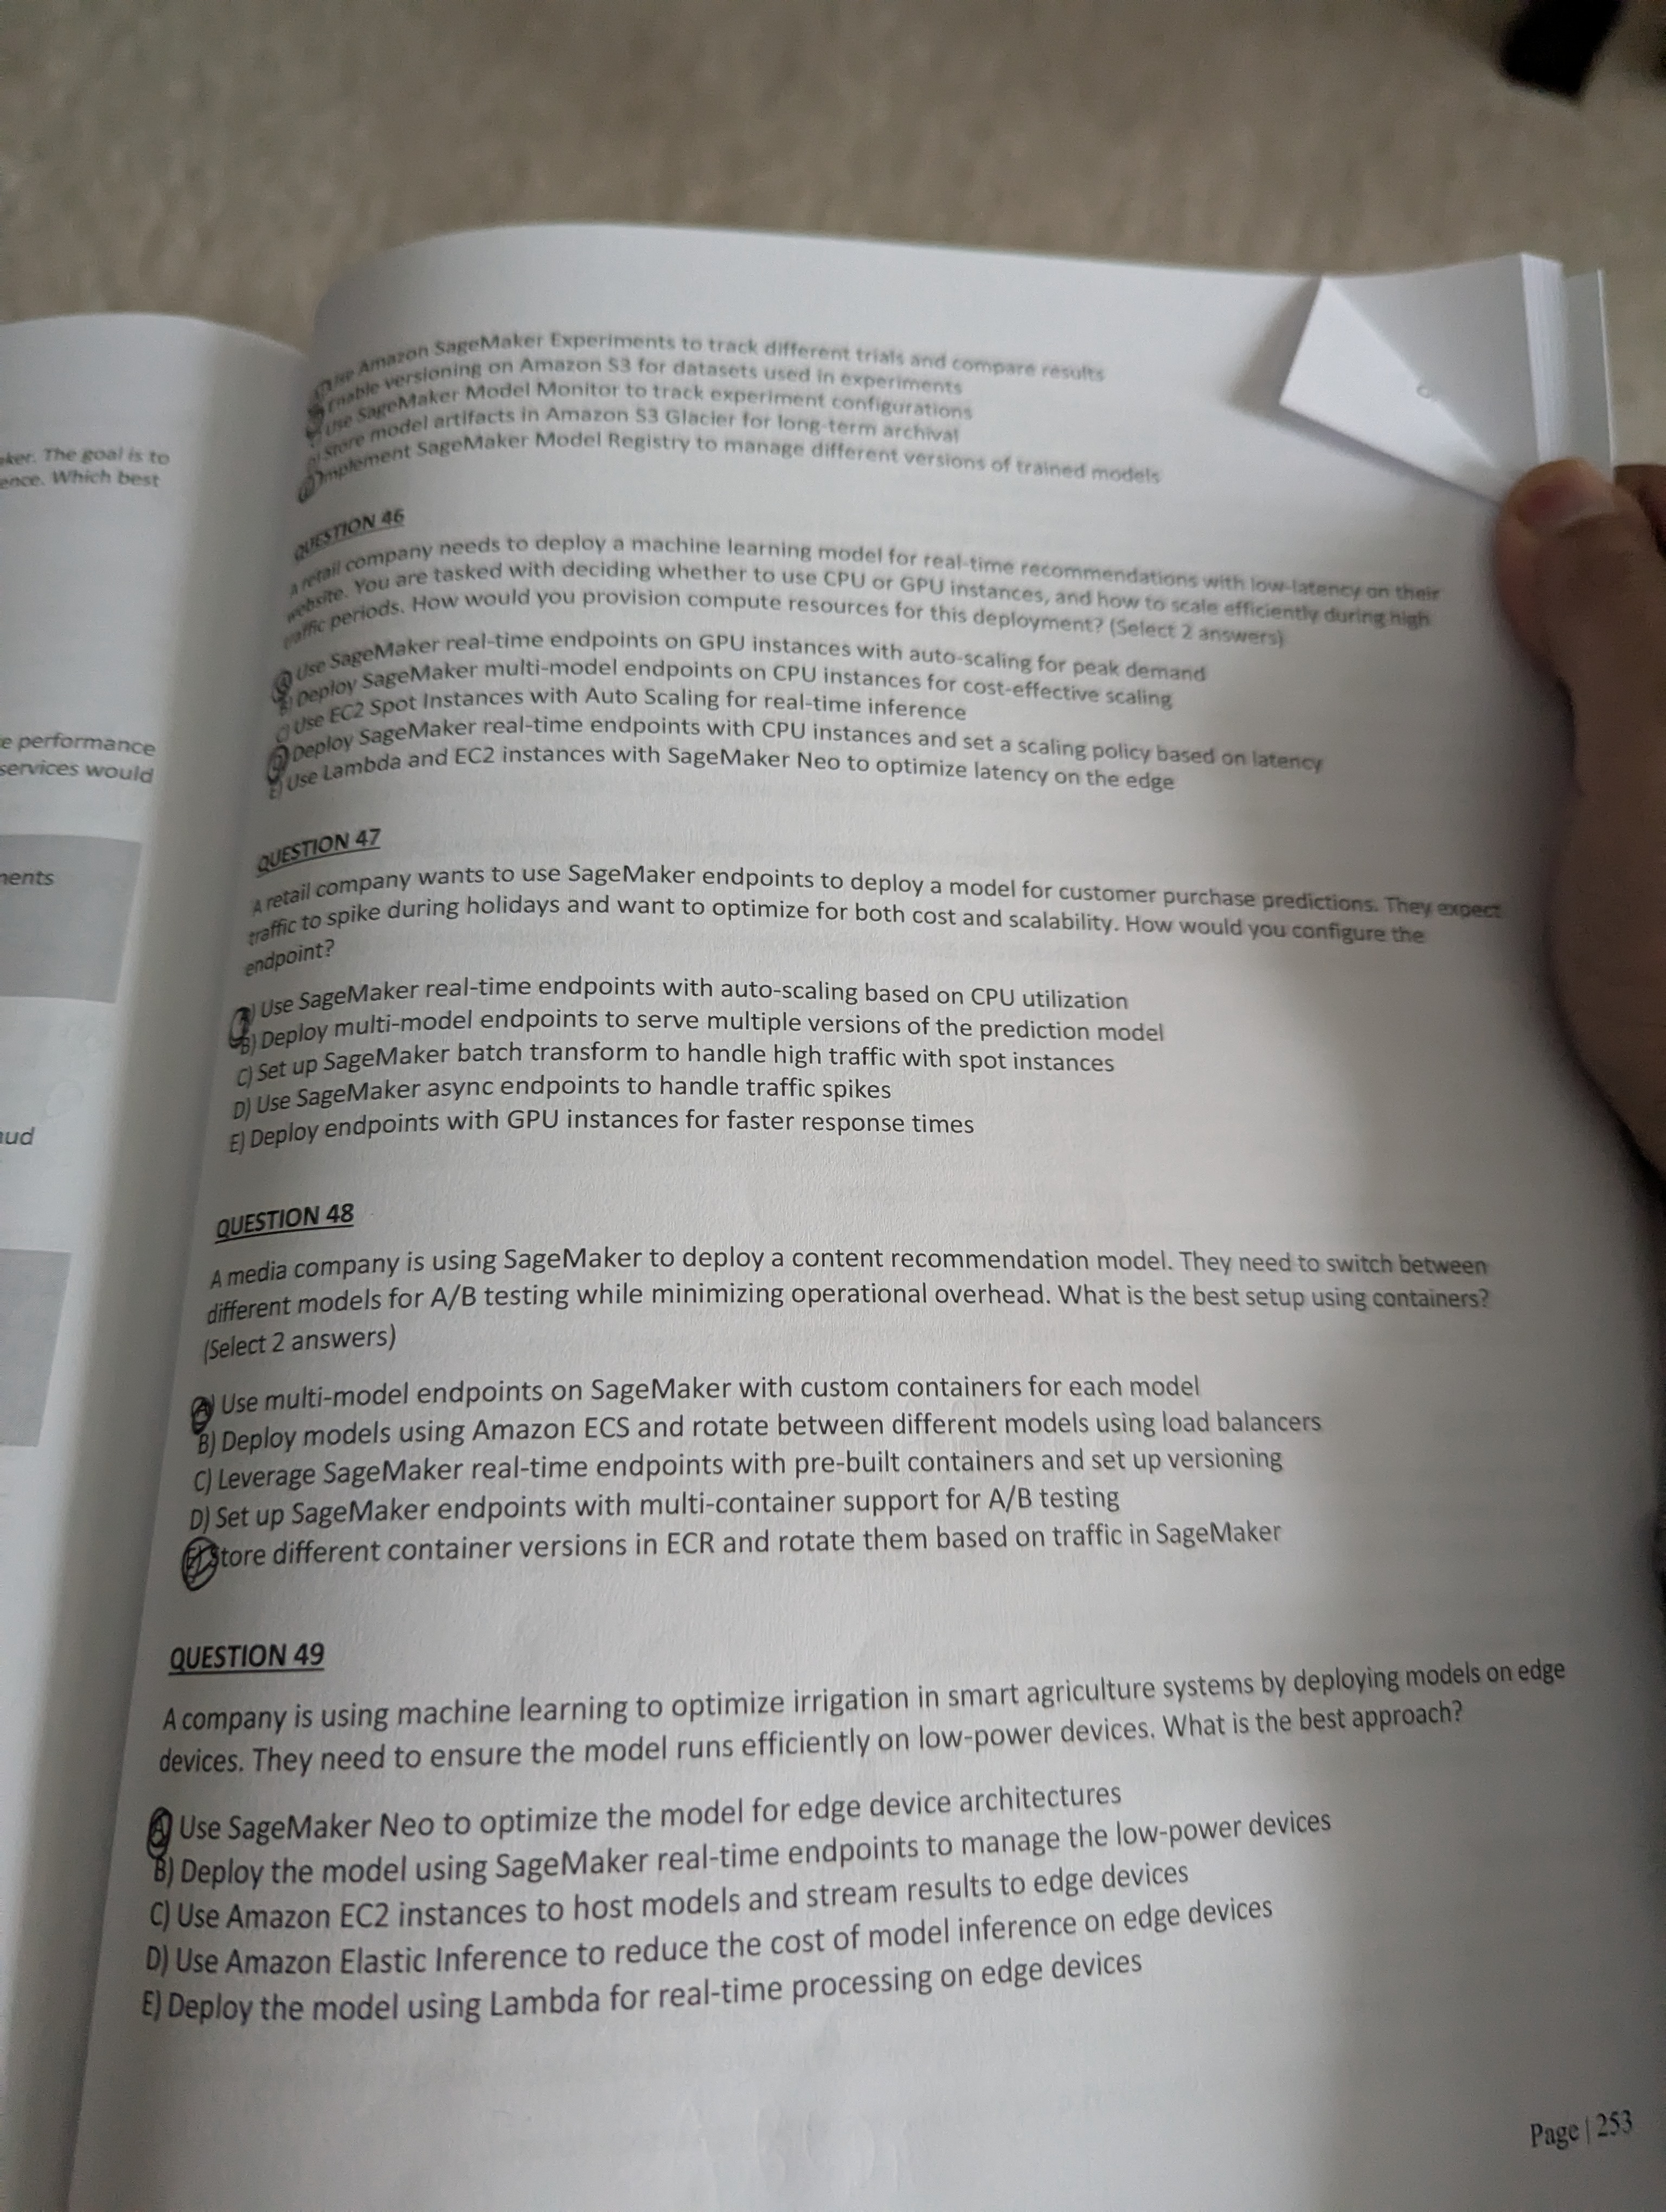 ker. The goal is to
ence. Which best
e performance
services would
ents
ud
Use Amazon SageMaker Experiments to track different trials and compare results
Enable versioning on Amazon S3 for datasets used in experiments
Use SageMaker Model Monitor to track experiment configurations
Store model artifacts in Amazon S3 Glacier for long-term archival
Implement SageMaker Model Registry to manage different versions of trained models
QUESTION 46
A retail company needs to deploy a machine learning model for real-time recommendations with low-latency on their
website. You are tasked with deciding whether to use CPU or GPU instances, and how to scale efficiently during high
traffic periods. How would you provision compute resources for this deployment? (Select 2 answers)
A) Use SageMaker real-time endpoints on GPU instances with auto-scaling for peak demand
B) Deploy SageMaker multi-model endpoints on CPU instances for cost-effective scaling
C) Use EC2 Spot Instances with Auto Scaling for real-time inference
D) Deploy SageMaker real-time endpoints with CPU instances and set a scaling policy based on latency
E) Use Lambda and EC2 instances with SageMaker Neo to optimize latency on the edge
QUESTION 47
A retail company wants to use SageMaker endpoints to deploy a model for customer purchase predictions. They expect
traffic to spike during holidays and want to optimize for both cost and scalability. How would you configure the
endpoint?
A) Use SageMaker real-time endpoints with auto-scaling based on CPU utilization
B) Deploy multi-model endpoints to serve multiple versions of the prediction model
C) Set up SageMaker batch transform to handle high traffic with spot instances
D) Use SageMaker async endpoints to handle traffic spikes
E) Deploy endpoints with GPU instances for faster response times
QUESTION 48
A media company is using SageMaker to deploy a content recommendation model. They need to switch between
different models for A/B testing while minimizing operational overhead. What is the best setup using containers?
(Select 2 answers)
A) Use multi-model endpoints on SageMaker with custom containers for each model
B) Deploy models using Amazon ECS and rotate between different models using load balancers
C) Leverage SageMaker real-time endpoints with pre-built containers and set up versioning
D) Set up SageMaker endpoints with multi-container support for A/B testing
E) Store different container versions in ECR and rotate them based on traffic in SageMaker
QUESTION 49
A company is using machine learning to optimize irrigation in smart agriculture systems by deploying models on edge
devices. They need to ensure the model runs efficiently on low-power devices. What is the best approach?
A) Use SageMaker Neo to optimize the model for edge device architectures
B) Deploy the model using SageMaker real-time endpoints to manage the low-power devices
C) Use Amazon EC2 instances to host models and stream results to edge devices
D) Use Amazon Elastic Inference to reduce the cost of model inference on edge devices
E) Deploy the model using Lambda for real-time processing on edge devices
Page | 253